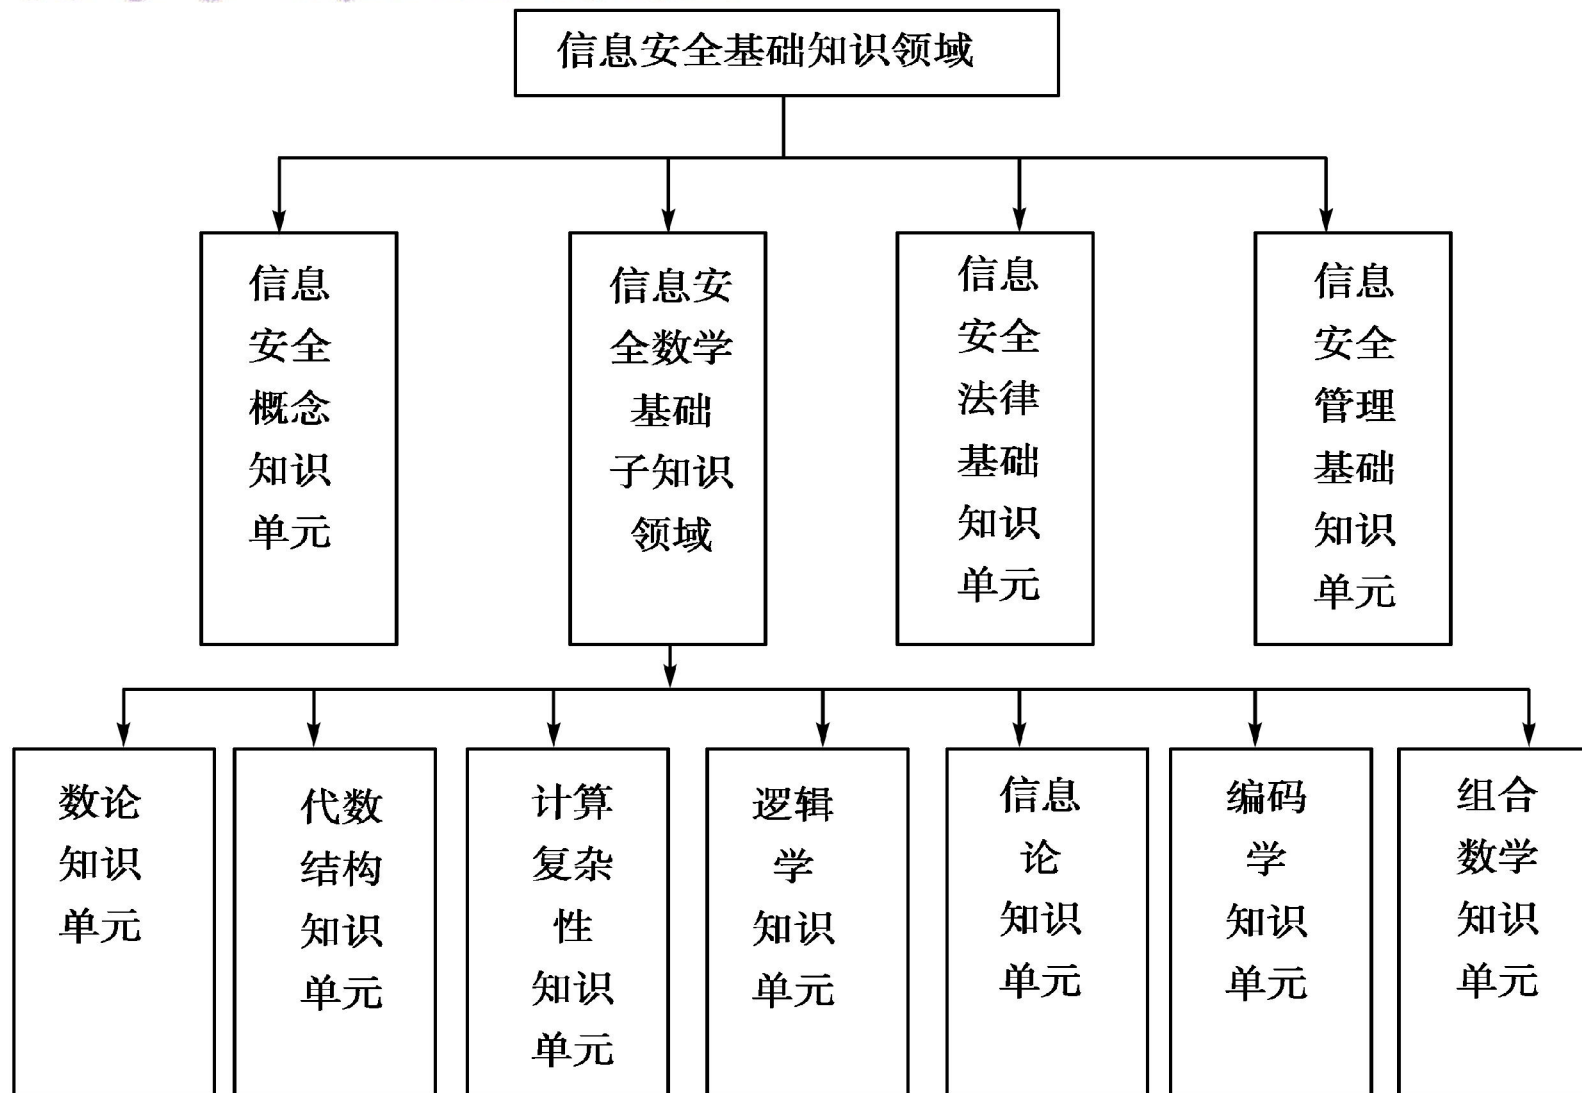 信息安全基础知识领域
信息
安全
概念
知识
单元
信息安
全数学
基础
子知识
领域
信息
安全
法律
基础
知识
单元
信息
安全
管理
基础
知识
单元
数论
知识
单元
代数
结构
知识
单元
计算
复杂
性
知识
单元
逻辑
学
知识
单元
信息
论
知识
单元
编码
学
知识
单元
组合
数学
知识
单元